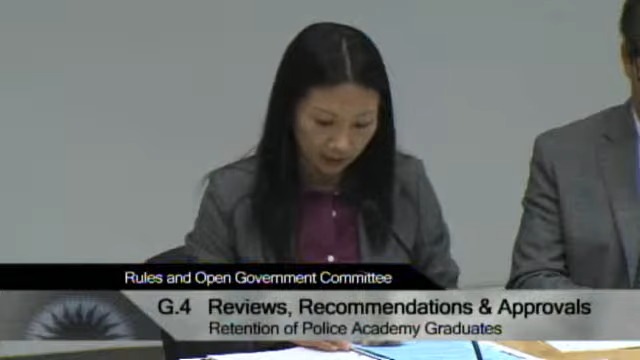 Rules and Open Government Committee
G.4 Reviews, Recommendations & Approvals
Retention of Police Academy Graduates